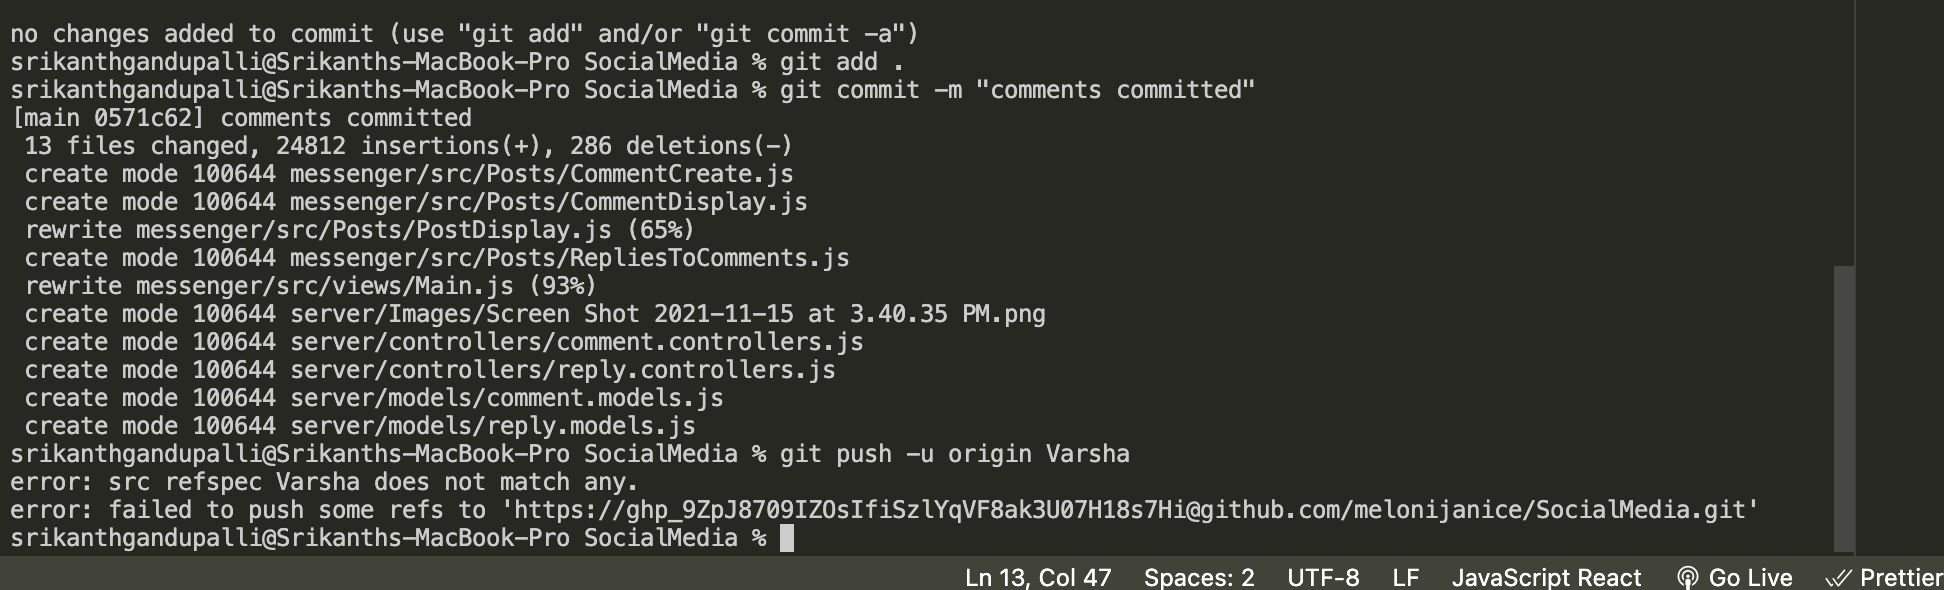 no changes added to commit (use "git add" and/or "git commit -a")
srikanthgandupalli@Srikanths-MacBook-Pro SocialMedia % git add .
srikanthgandupalli@Srikanths-MacBook-Pro SocialMedia % git commit -m "comments committed"
[main 0571c62] comments committed
13 files changed, 24812 insertions(+), 286 deletions(-)
create mode 100644 messenger/src/Posts/CommentCreate.js
create mode 100644 messenger/src/Posts/CommentDisplay.js
rewrite messenger/src/Posts/PostDisplay.js (65%)
create mode 100644 messenger/src/Posts/RepliesToComments.js
rewrite messenger/src/views/Main.js (93%)
create mode 100644 server/Images/Screen Shot 2021-11-15 at 3.40.35 PM.png
create mode 100644 server/controllers/comment.controllers.js
create mode 100644 server/controllers/reply.controllers.js
create mode 100644 server/models/comment.models.js
create mode 100644 server/models/reply.models.js
srikanthgandupalli@Srikanths-MacBook-Pro SocialMedia % git push -u origin Varsha
error: src refspec Varsha does not match any.
error: failed to push some refs to 'https://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@github.com/melonijanice/SocialMedia.git'
srikanthgandupalli@Srikanths-MacBook-Pro SocialMedia %
Ln 13, Col 47 Spaces: 2 UTF-8 LF JavaScript React Go Live Prettier